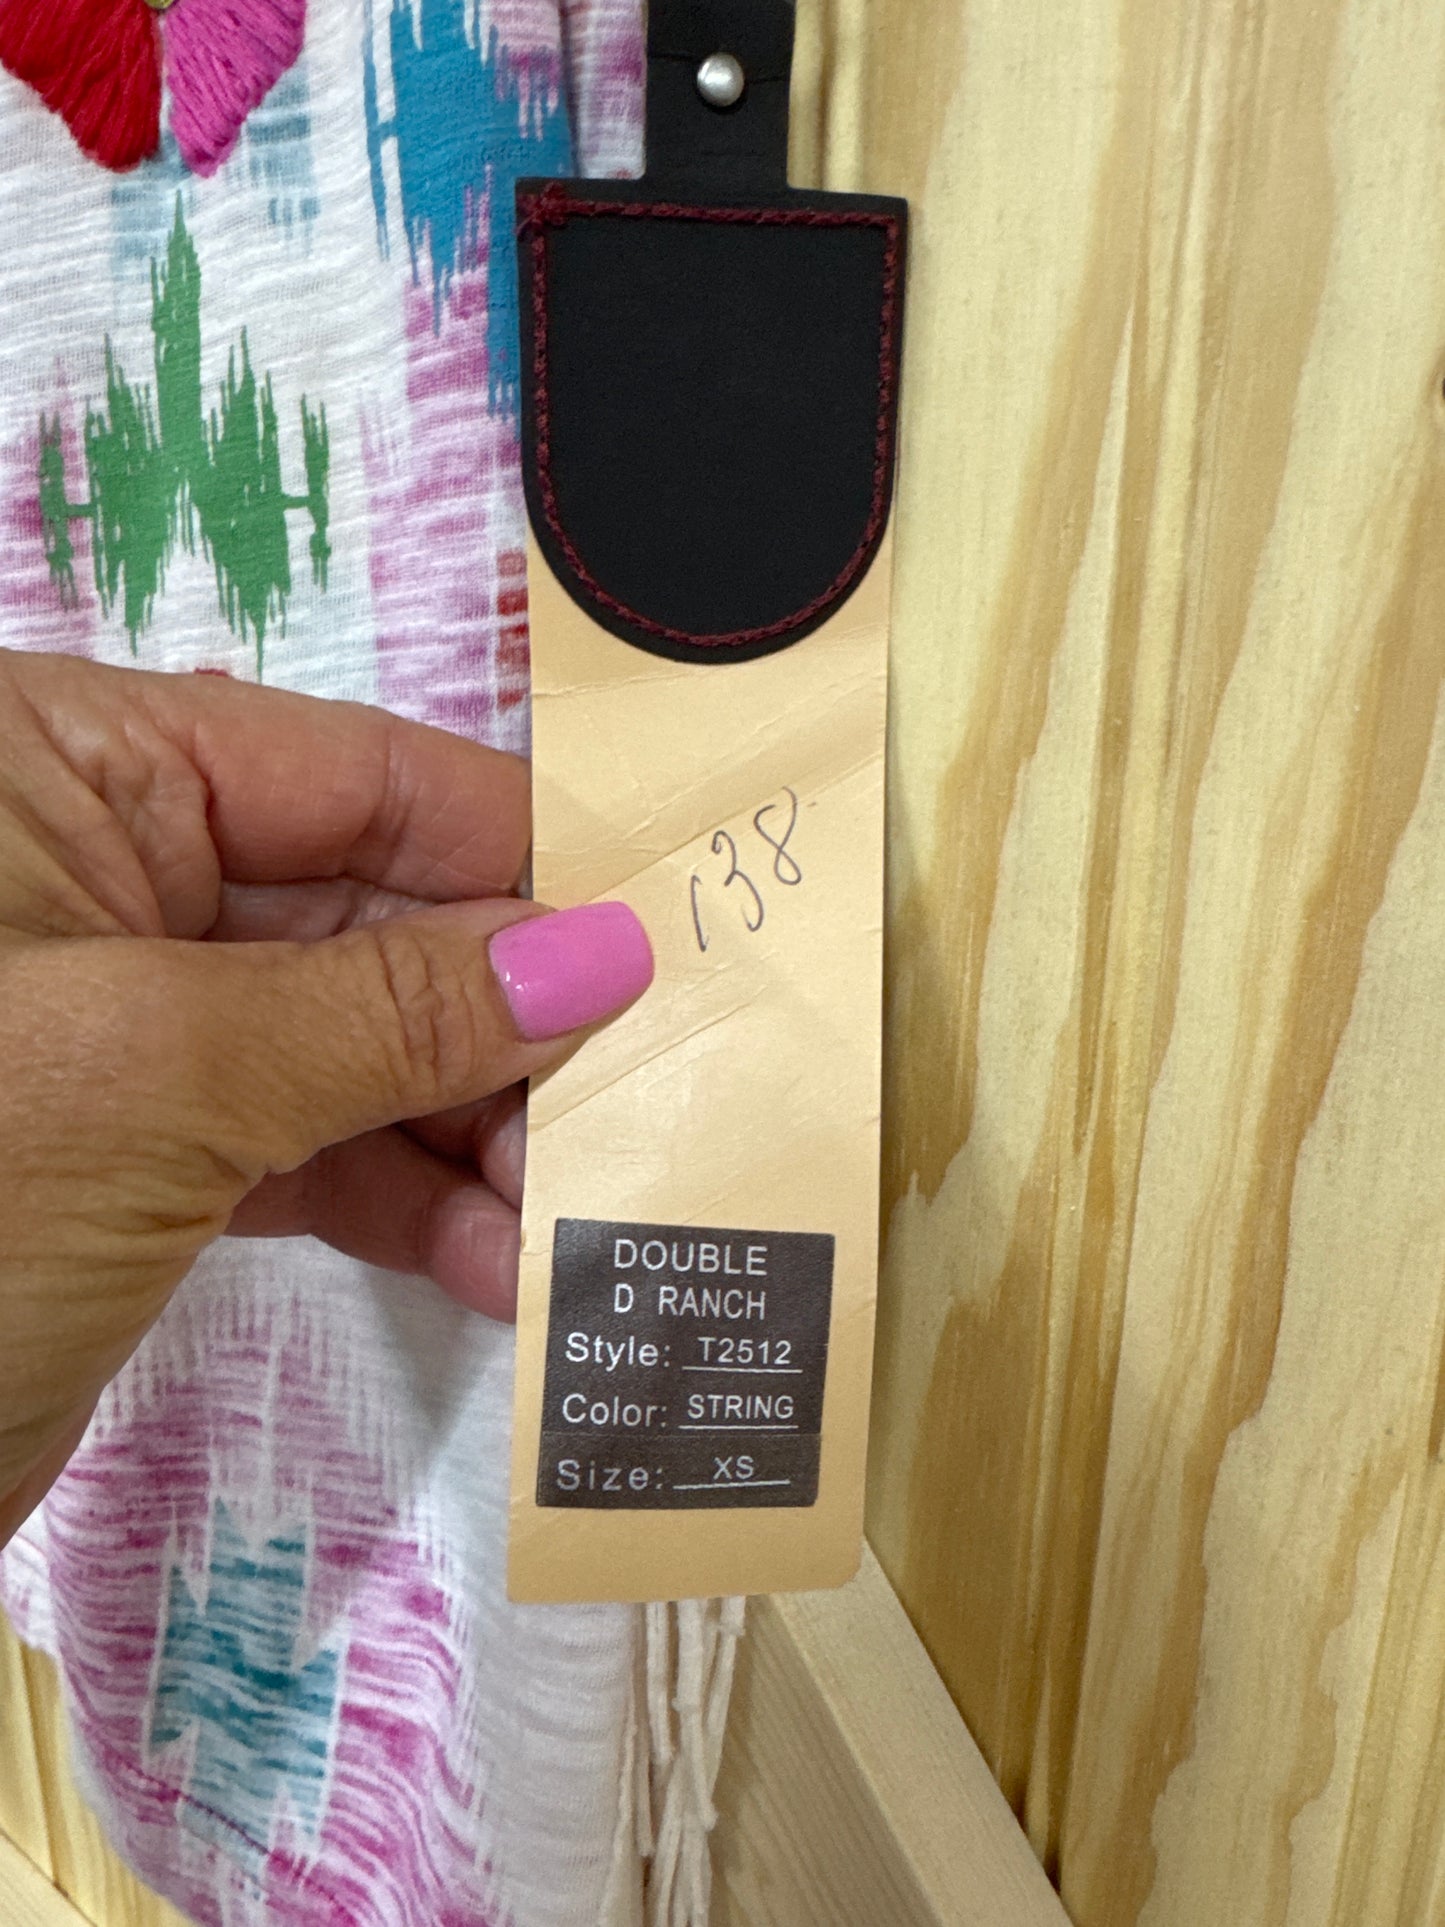 138
DOUBLE
D RANCH
Style: T2512
Color: STRING
Size: XS